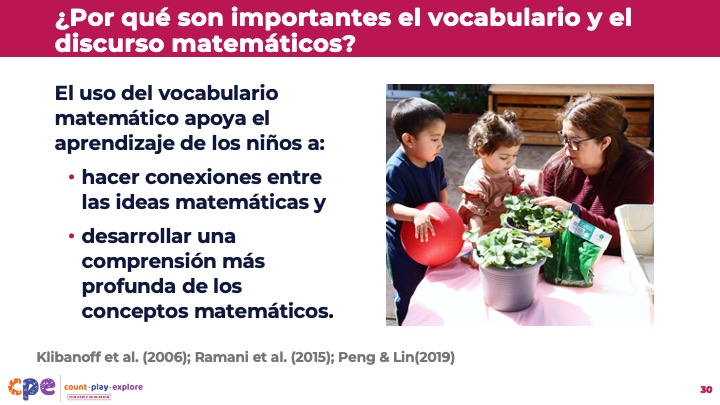 ¿Por qué son importantes el vocabulario y el
discurso matemáticos?
El uso del vocabulario
matemático apoya el
aprendizaje de los niños a:
• hacer conexiones entre
las ideas matemáticas y
• desarrollar una
comprensión más
profunda de los
conceptos matemáticos.
Klibanoff et al. (2006); Ramani et al. (2015); Peng & Lin(2019)
cpe
count·play·explore
30